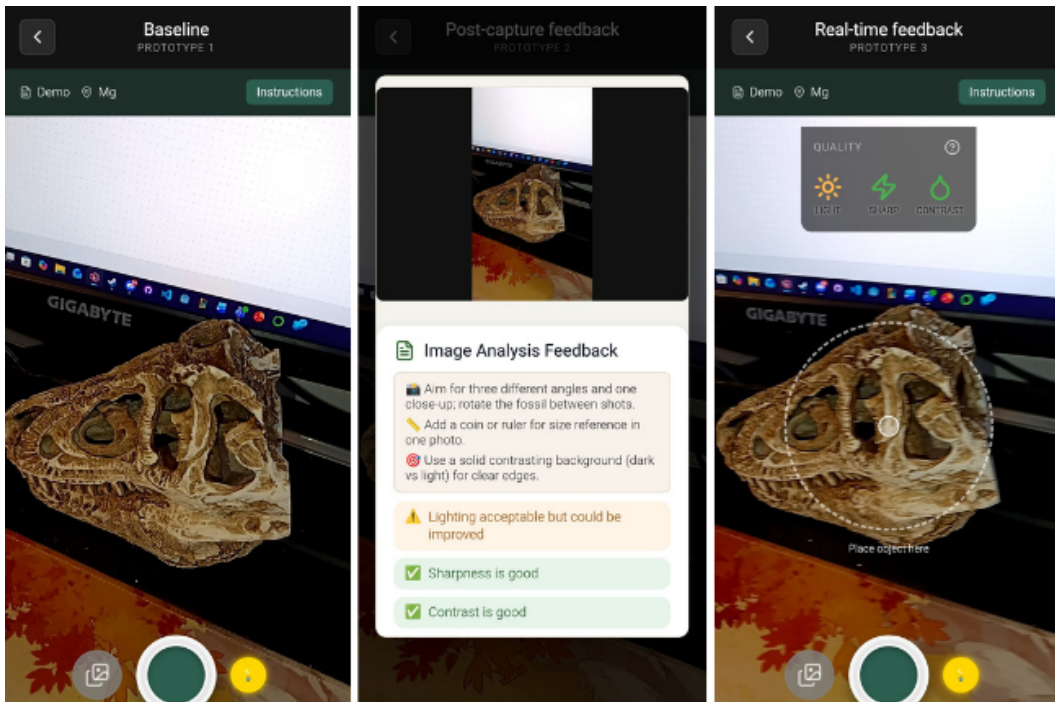 Baseline
PROTOTYPE 1
Demo
Mg
Instructions
GIGABYTE
Post-capture feedback
PROTOTYPE 2
Image Analysis Feedback
📸 Aim for three different angles and one
close-up; rotate the fossil between shots.
📏 Add a coin or ruler for size reference in
one photo.
🎯 Use a solid contrasting background (dark
vs light) for clear edges.
⚠️ Lighting acceptable but could be
improved
✅ Sharpness is good
✅ Contrast is good
Real-time feedback
PROTOTYPE 3
Demo
Mg
Instructions
QUALITY
LIGHT
SHARP
CONTRAST
GIGABYTE
Place object here